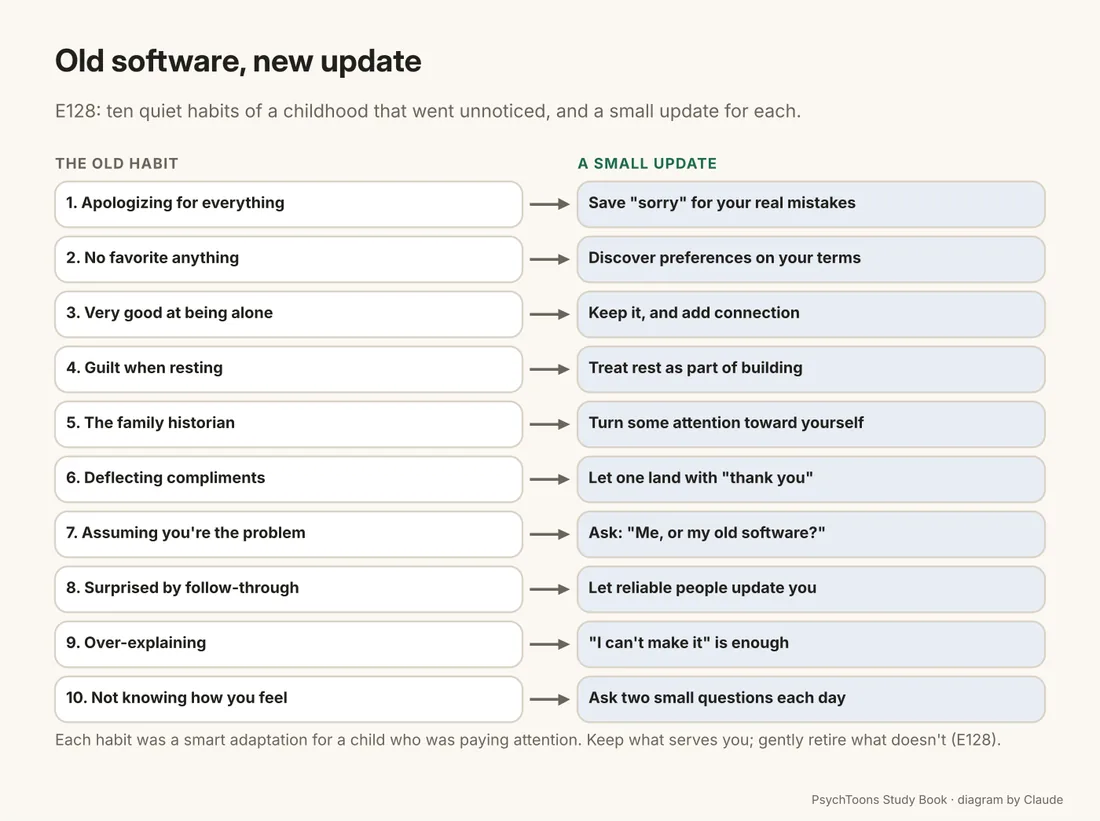 Old software, new update
E128: ten quiet habits of a childhood that went unnoticed, and a small update for each.
THE OLD HABIT
A SMALL UPDATE
1. Apologizing for everything
Save "sorry" for your real mistakes
2. No favorite anything
Discover preferences on your terms
3. Very good at being alone
Keep it, and add connection
4. Guilt when resting
Treat rest as part of building
5. The family historian
Turn some attention toward yourself
6. Deflecting compliments
Let one land with "thank you"
7. Assuming you're the problem
Ask: "Me, or my old software?"
8. Surprised by follow-through
Let reliable people update you
9. Over-explaining
"I can't make it" is enough
10. Not knowing how you feel
Ask two small questions each day
Each habit was a smart adaptation for a child who was paying attention. Keep what serves you; gently retire what doesn't (E128).
PsychToons Study Book · diagram by Claude